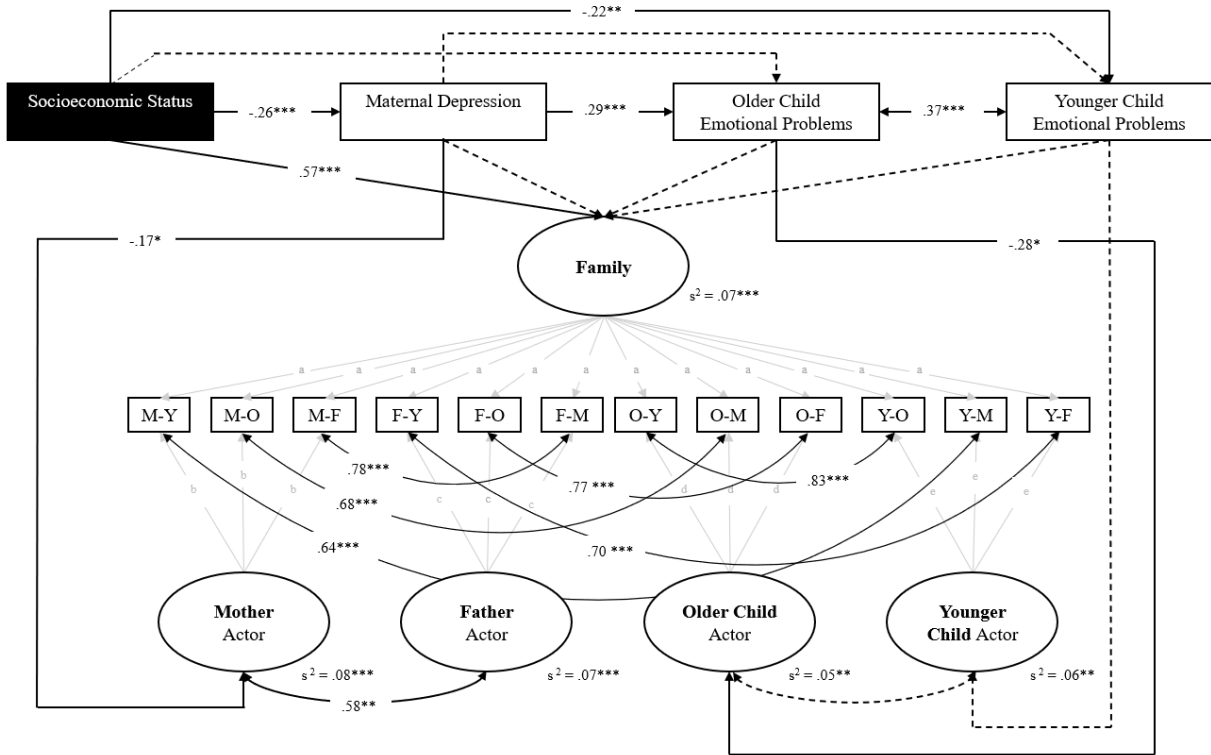 -.22**
Socioeconomic Status
-.26***
Maternal Depression
.29***
Older Child
Emotional Problems
.37***
Younger Child
Emotional Problems
.57***
-.17*
-.28*
Family
s² = .07***
a a a a a a a a a a a a
M-Y M-O M-F F-Y F-O F-M O-Y O-M O-F Y-O Y-M Y-F
.78***
.77 ***
.83***
b b b c c c d d d e e e
.68***
.64***
.70 ***
Mother
Actor
Father
Actor
Older Child
Actor
Younger
Child Actor
s² = .08***
s² = .07***
s² = .05**
s² = .06**
.58**